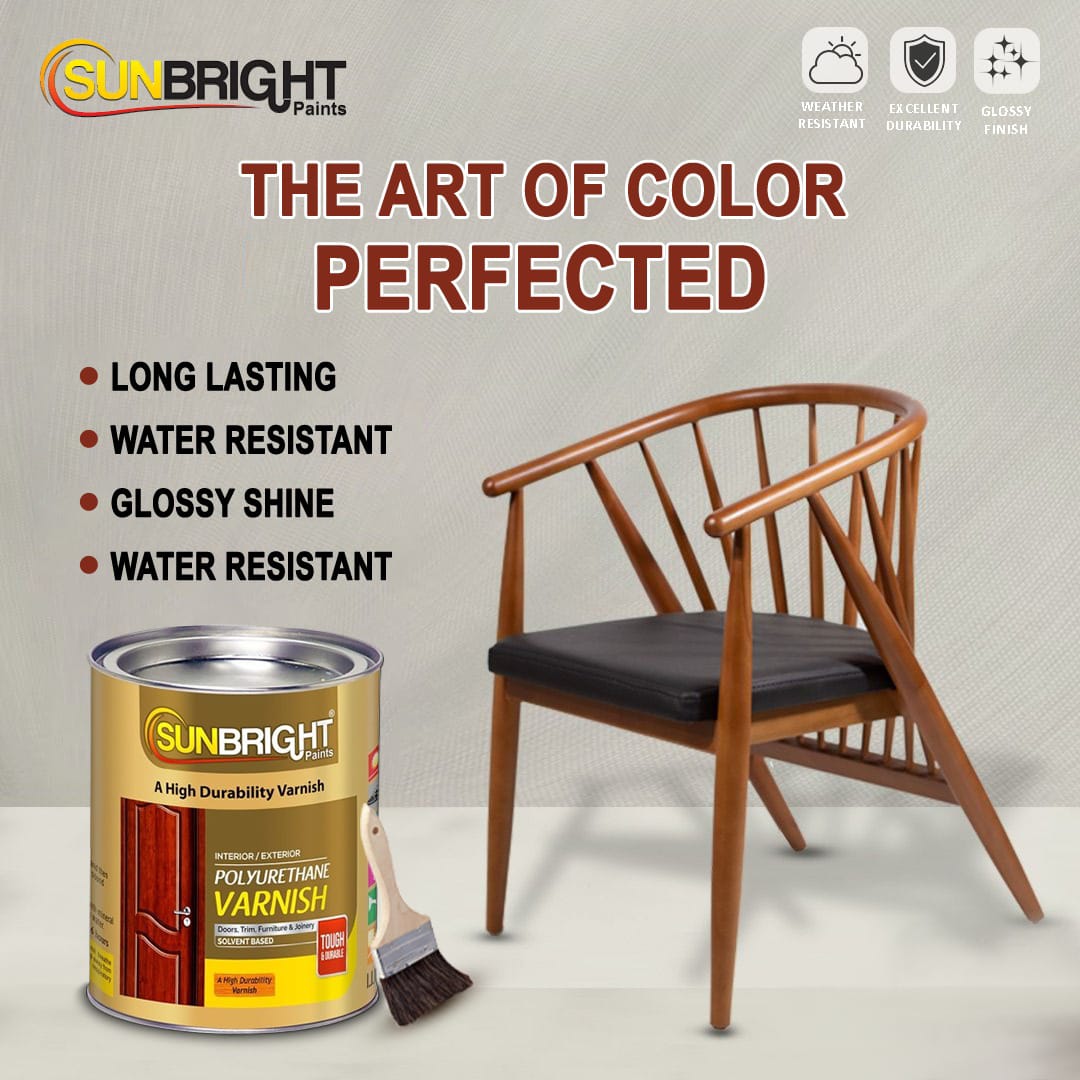 SUNBRIGHT
Paints
WEATHER
RESISTANT
EXCELLENT
DURABILITY
GLOSSY
FINISH
THE ART OF COLOR
PERFECTED
LONG LASTING
WATER RESISTANT
GLOSSY SHINE
WATER RESISTANT
SUNBRIGHT®
Paints
A High Durability Varnish
INTERIOR / EXTERIOR
POLYURETHANE
VARNISH
Doors, Trim, Furniture & Joinery
SOLVENT BASED
TOUGH
& DURABLE
A High Durability
Varnish